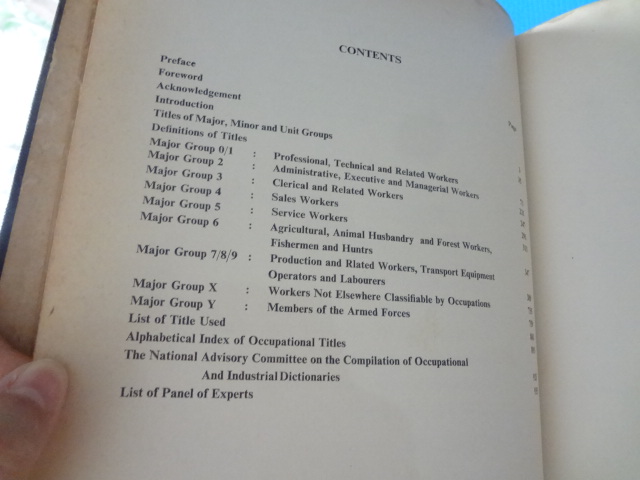 CONTENTS
Preface
Foreword
Acknowledgement
Introduction
Titles of Major, Minor and Unit Groups
Definitions of Titles
Major Group 0/1 : Professional, Technical and Related Workers
Major Group 2 : Administrative, Executive and Managerial Workers
Major Group 3 : Clerical and Related Workers
Major Group 4 : Sales Workers
Major Group 5 : Service Workers
Major Group 6 : Agricultural, Animal Husbandry and Forest Workers,
Fishermen and Huntrs
Major Group 7/8/9 : Production and Rlated Workers, Transport Equipment
Operators and Labourers
Major Group X : Workers Not Elsewhere Classifiable by Occupations
Major Group Y : Members of the Armed Forces
List of Title Used
Alphabetical Index of Occupational Titles
The National Advisory Committee on the Compilation of Occupational
And Industrial Dictionaries
List of Panel of Experts